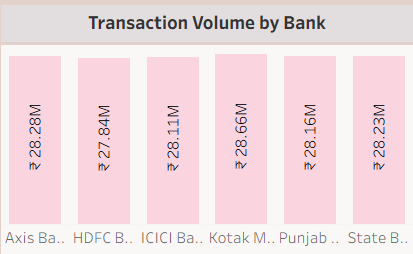 Transaction Volume by Bank
₹ 28.28M
₹ 27.84M
₹ 28.11M
₹ 28.66M
₹ 28.16M
₹ 28.23M
Axis Ba.. HDFC B.. ICICI Ba.. Kotak M.. Punjab .. State B..